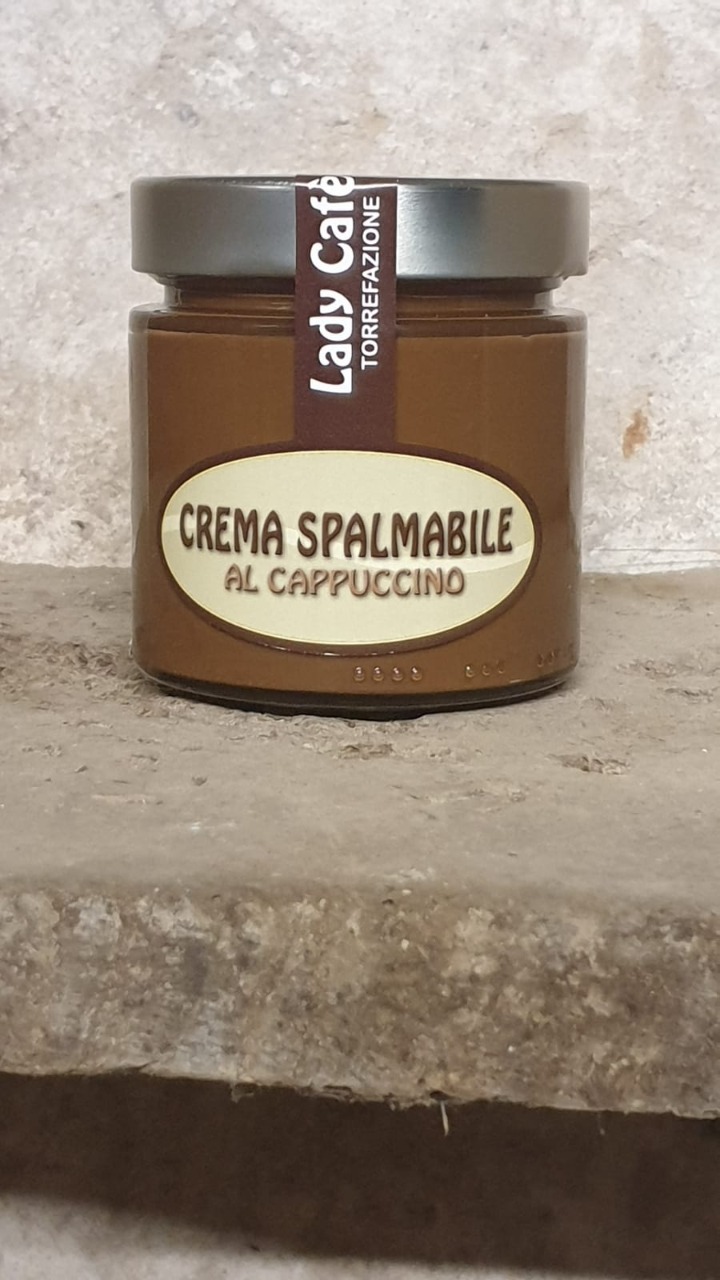 Lady Cafè
TORREFAZIONE
CREMA SPALMABILE
AL CAPPUCCINO